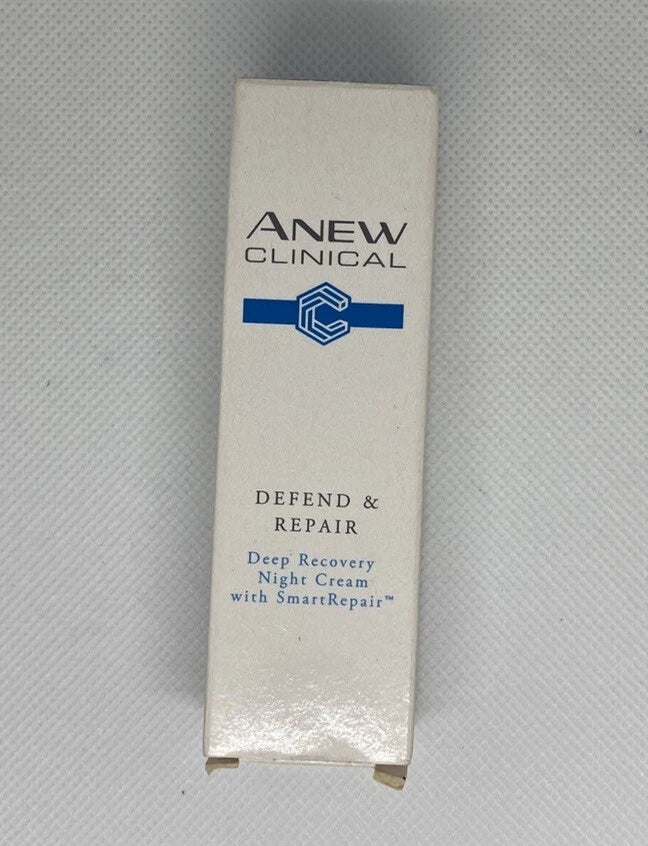 ANEW
CLINICAL
DEFEND &
REPAIR
Deep Recovery
Night Cream
with SmartRepair™